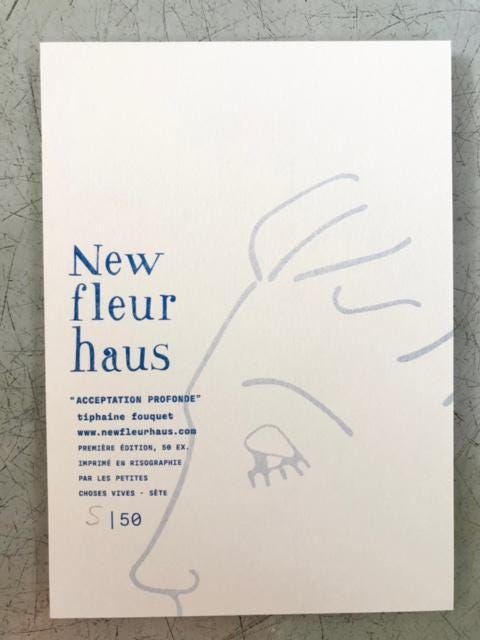 New
fleur
haus
"ACCEPTATION PROFONDE"
tiphaine fouquet
www.newfleurhaus.com
PREMIÈRE ÉDITION, 50 EX.
IMPRIMÉ EN RISOGRAPHIE
PAR LES PETITES
CHOSES VIVES - SÈTE
5 |50